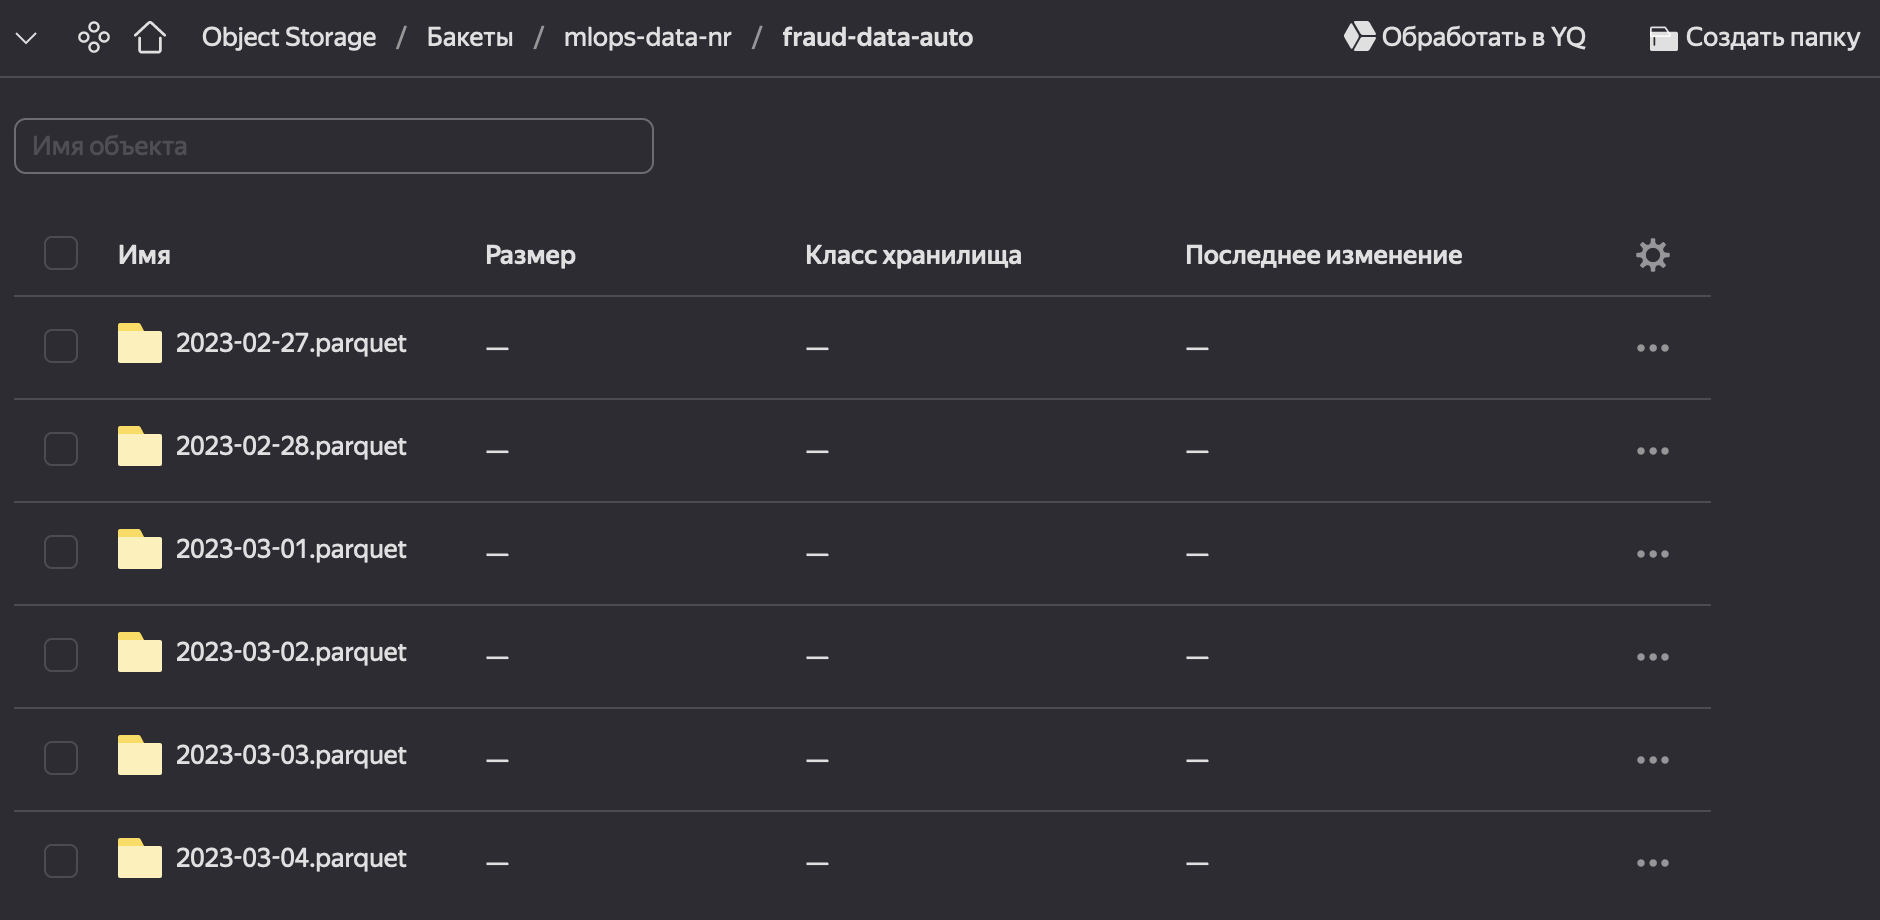 Object Storage / Бакеты / mlops-data-nr / fraud-data-auto Обработать в YQ Создать папку
Имя объекта
Имя Размер Класс хранилища Последнее изменение
2023-02-27.parquet — — —
2023-02-28.parquet — — —
2023-03-01.parquet — — —
2023-03-02.parquet — — —
2023-03-03.parquet — — —
2023-03-04.parquet — — —